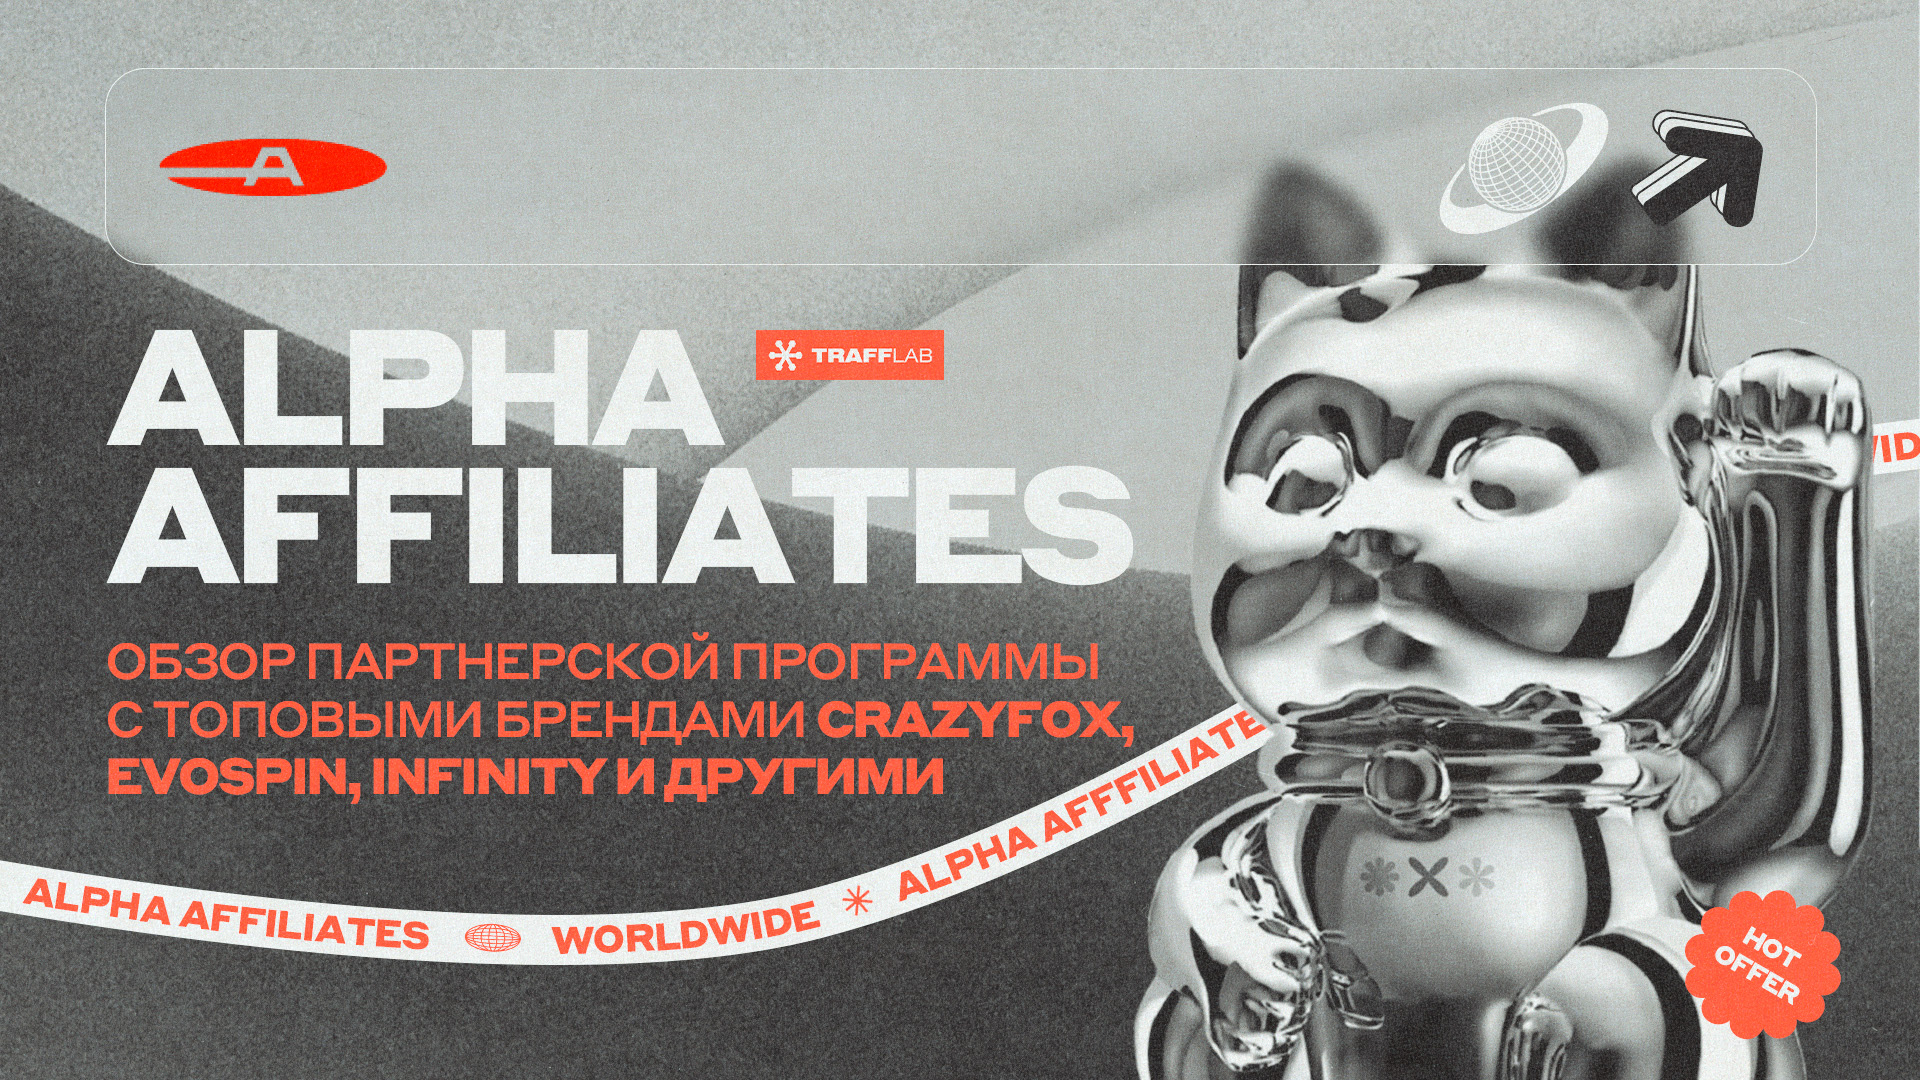 A
ALPHA
TRAFFLAB
AFFILIATES
ОБЗОР ПАРТНЕРСКОЙ ПРОГРАММЫ
С ТОПОВЫМИ БРЕНДАМИ CRAZYFOX,
EVOSPIN, INFINITY И ДРУГИМИ
ALPHA AFFILIATES WORLDWIDE ALPHA AFFFILIATE
HOT
OFFER